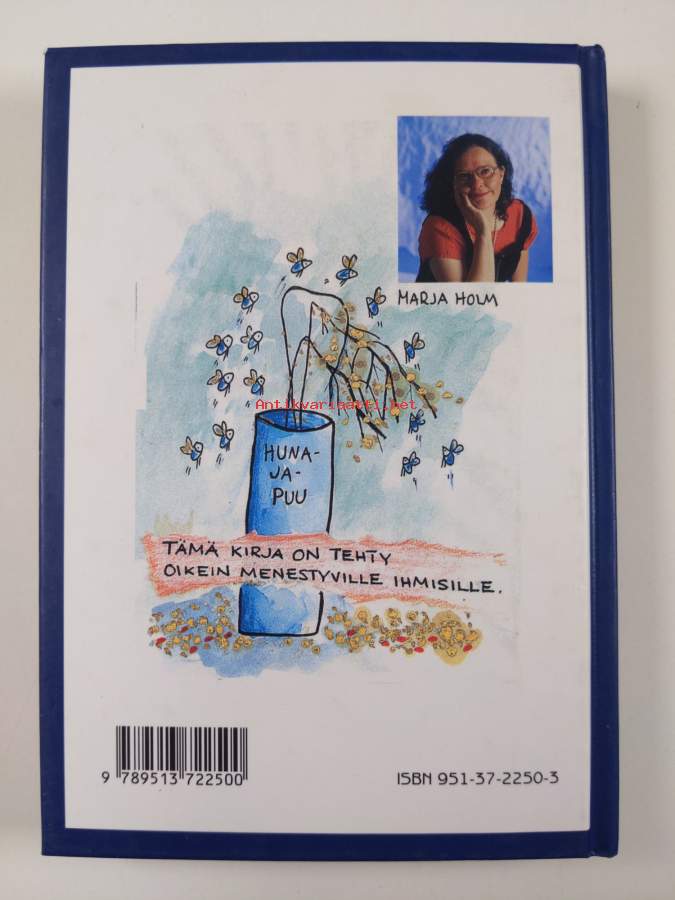 MARJA HOLM
Antikvariaatti.net
HUNA-
JA-
PUU
TÄMÄ KIRJA ON TEHTY
OIKEIN MENESTYVILLE IHMISILLE.
9 789513 722500
ISBN 951-37-2250-3